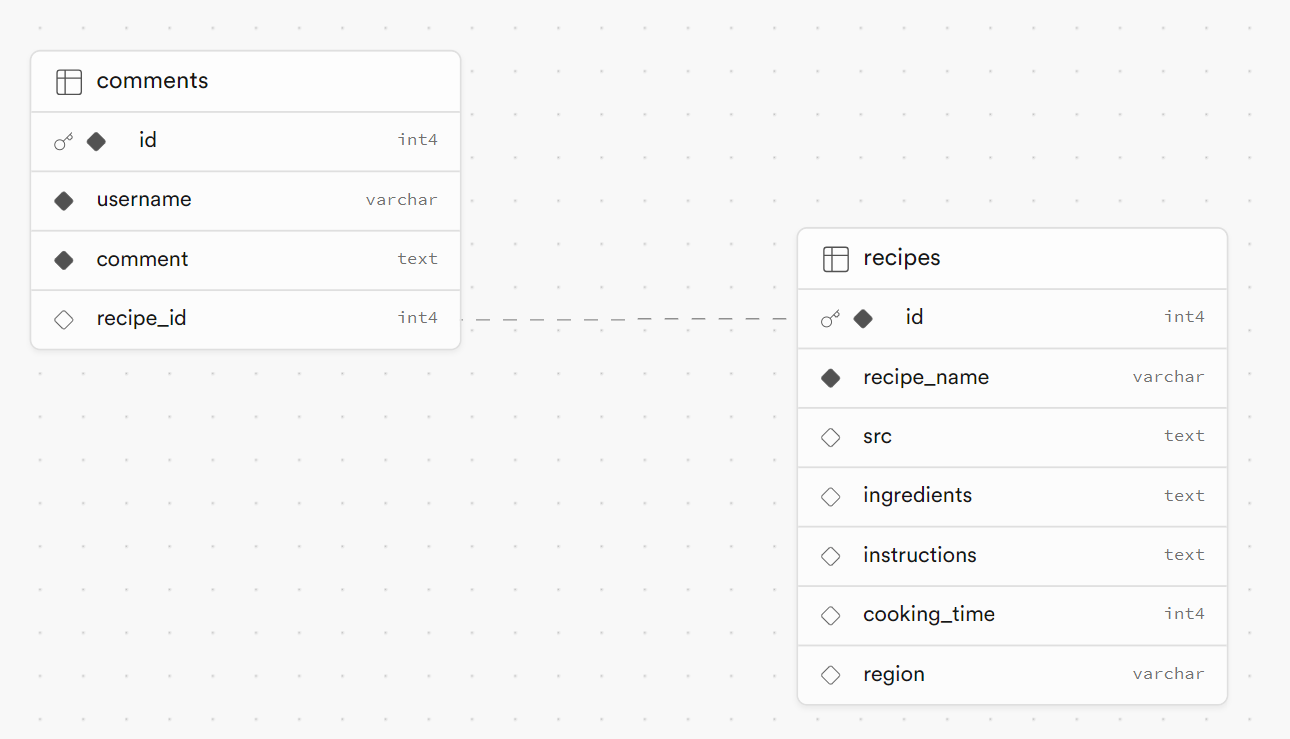 comments
id int4
username varchar
comment text
recipe_id int4
recipes
id int4
recipe_name varchar
src text
ingredients text
instructions text
cooking_time int4
region varchar